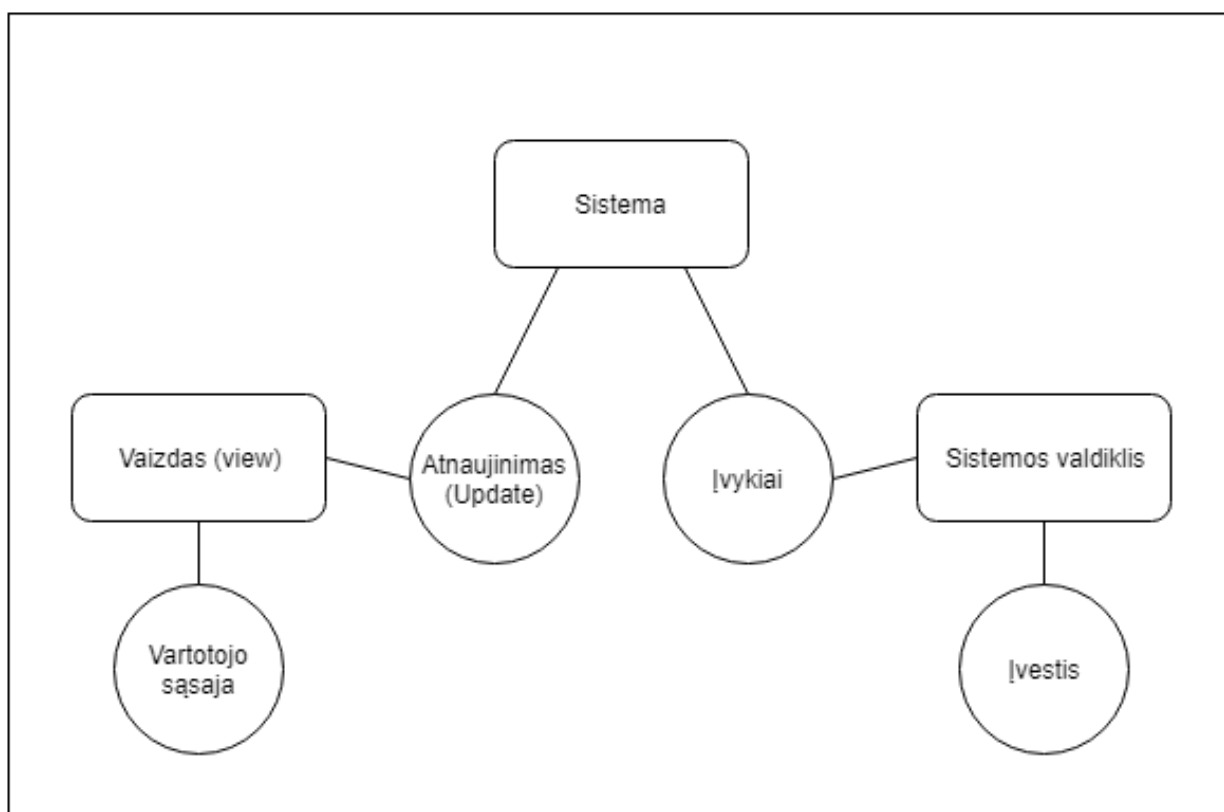 Sistema
Vaizdas (view)
Atnaujinimas
(Update)
Įvykiai
Sistemos valdiklis
Vartotojo
sąsaja
Įvestis